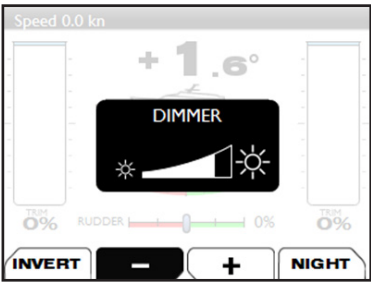 Speed 0.0 kn
+ 1.6°
DIMMER
TRIM
0%
RUDDER 0%
TRIM
0%
INVERT - + NIGHT